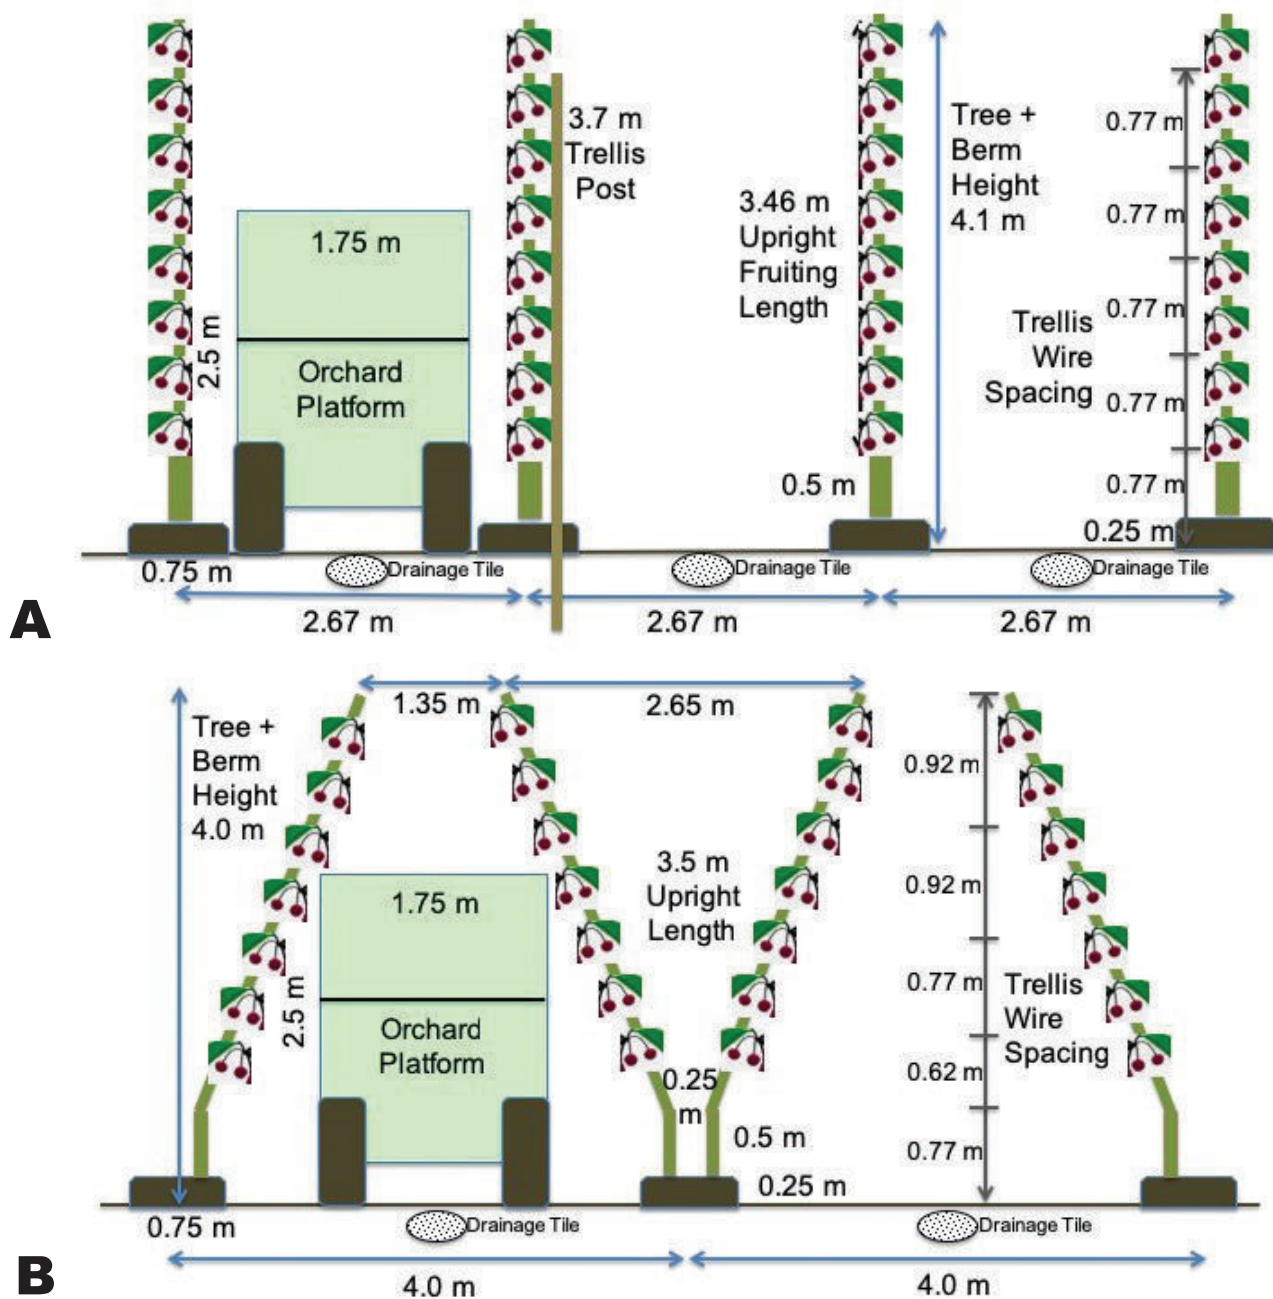 3.7 m
Trellis
Post
1.75 m
Orchard
Platform
2.5 m
3.46 m
Upright
Fruiting
Length
0.5 m
Tree +
Berm
Height
4.1 m
0.77 m
0.77 m
0.77 m
0.77 m
0.77 m
Trellis
Wire
Spacing
0.25 m
0.75 m
Drainage Tile
Drainage Tile
Drainage Tile
2.67 m
2.67 m
2.67 m
A
1.35 m
2.65 m
Tree +
Berm
Height
4.0 m
1.75 m
Orchard
Platform
2.5 m
3.5 m
Upright
Length
0.25
m
0.5 m
0.25 m
0.92 m
0.92 m
0.77 m
0.62 m
0.77 m
Trellis
Wire
Spacing
0.75 m
Drainage Tile
Drainage Tile
4.0 m
4.0 m
B